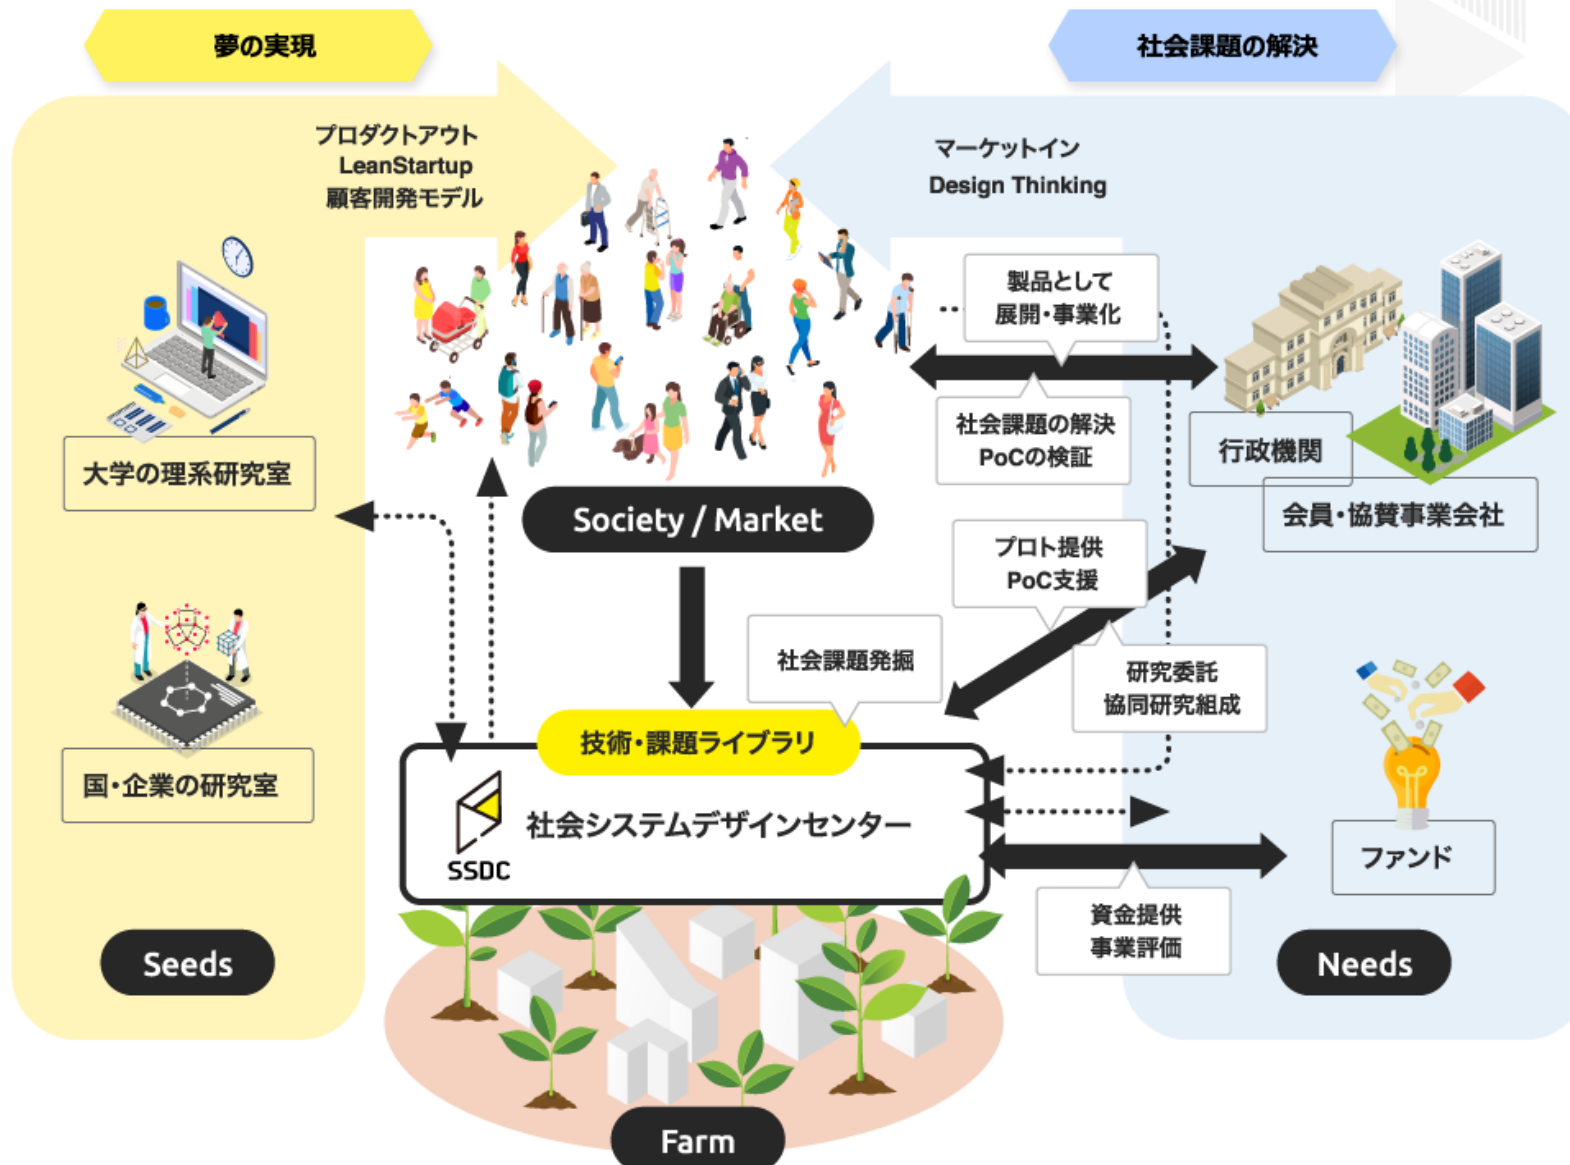 夢の実現
社会課題の解決
プロダクトアウト
LeanStartup
顧客開発モデル
マーケットイン
Design Thinking
製品として
展開・事業化
社会課題の解決
PoCの検証
大学の理系研究室
行政機関
会員・協賛事業会社
Society / Market
プロト提供
PoC支援
社会課題発掘
研究委託
協同研究組成
技術・課題ライブラリ
国・企業の研究室
社会システムデザインセンター
SSDC
ファンド
資金提供
事業評価
Seeds
Needs
Farm